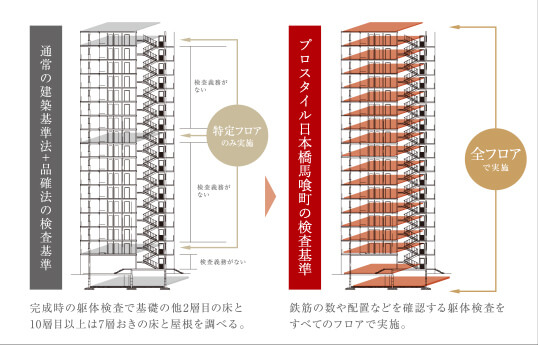 通常の建築基準法+品確法の検査基準
検査義務が
ない
特定フロア
のみ実施
検査義務が
ない
検査義務がない
完成時の躯体検査で基礎の他2層目の床と
10層目以上は7層おきの床と屋根を調べる。
プロスタイル日本橋馬喰町の検査基準
全フロア
で実施
鉄筋の数や配置などを確認する躯体検査を
すべてのフロアで実施。